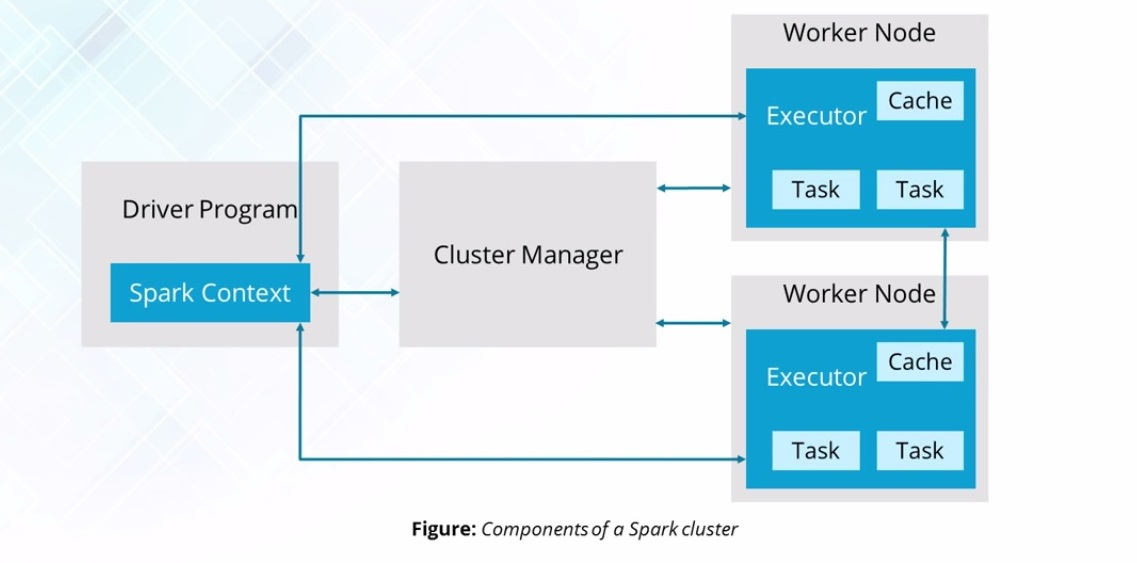 Driver Program
Spark Context
Cluster Manager
Worker Node
Executor
Cache
Task
Task
Worker Node
Executor
Cache
Task
Task
Figure: Components of a Spark cluster